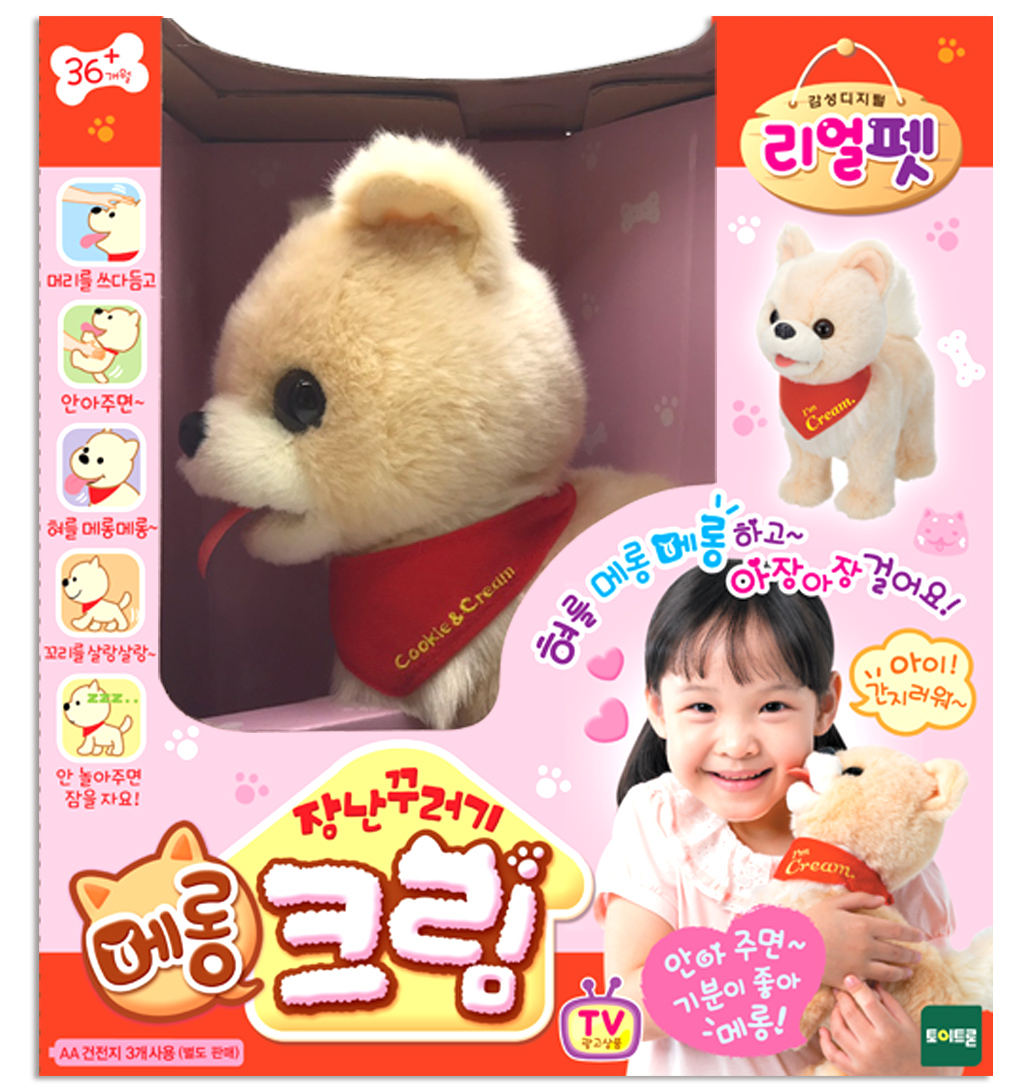 36+
개월
감성디지털
리얼펫
머리를 쓰다듬고
안아주면~
혀를 메롱메롱~
꼬리를 살랑살랑~
zzz..
안 놀아주면
잠을 자요!
Cookie & Cream
I'm
Cream.
혀를 메롱 메롱 하고~
아장아장 걸어요!
아이!
간지러워~
I'm
Cream.
장난꾸러기
메롱
크림
안아 주면~
기분이 좋아
메롱!
TV
광고상품
토이트론
AA 건전지 3개 사용 (별도 판매)